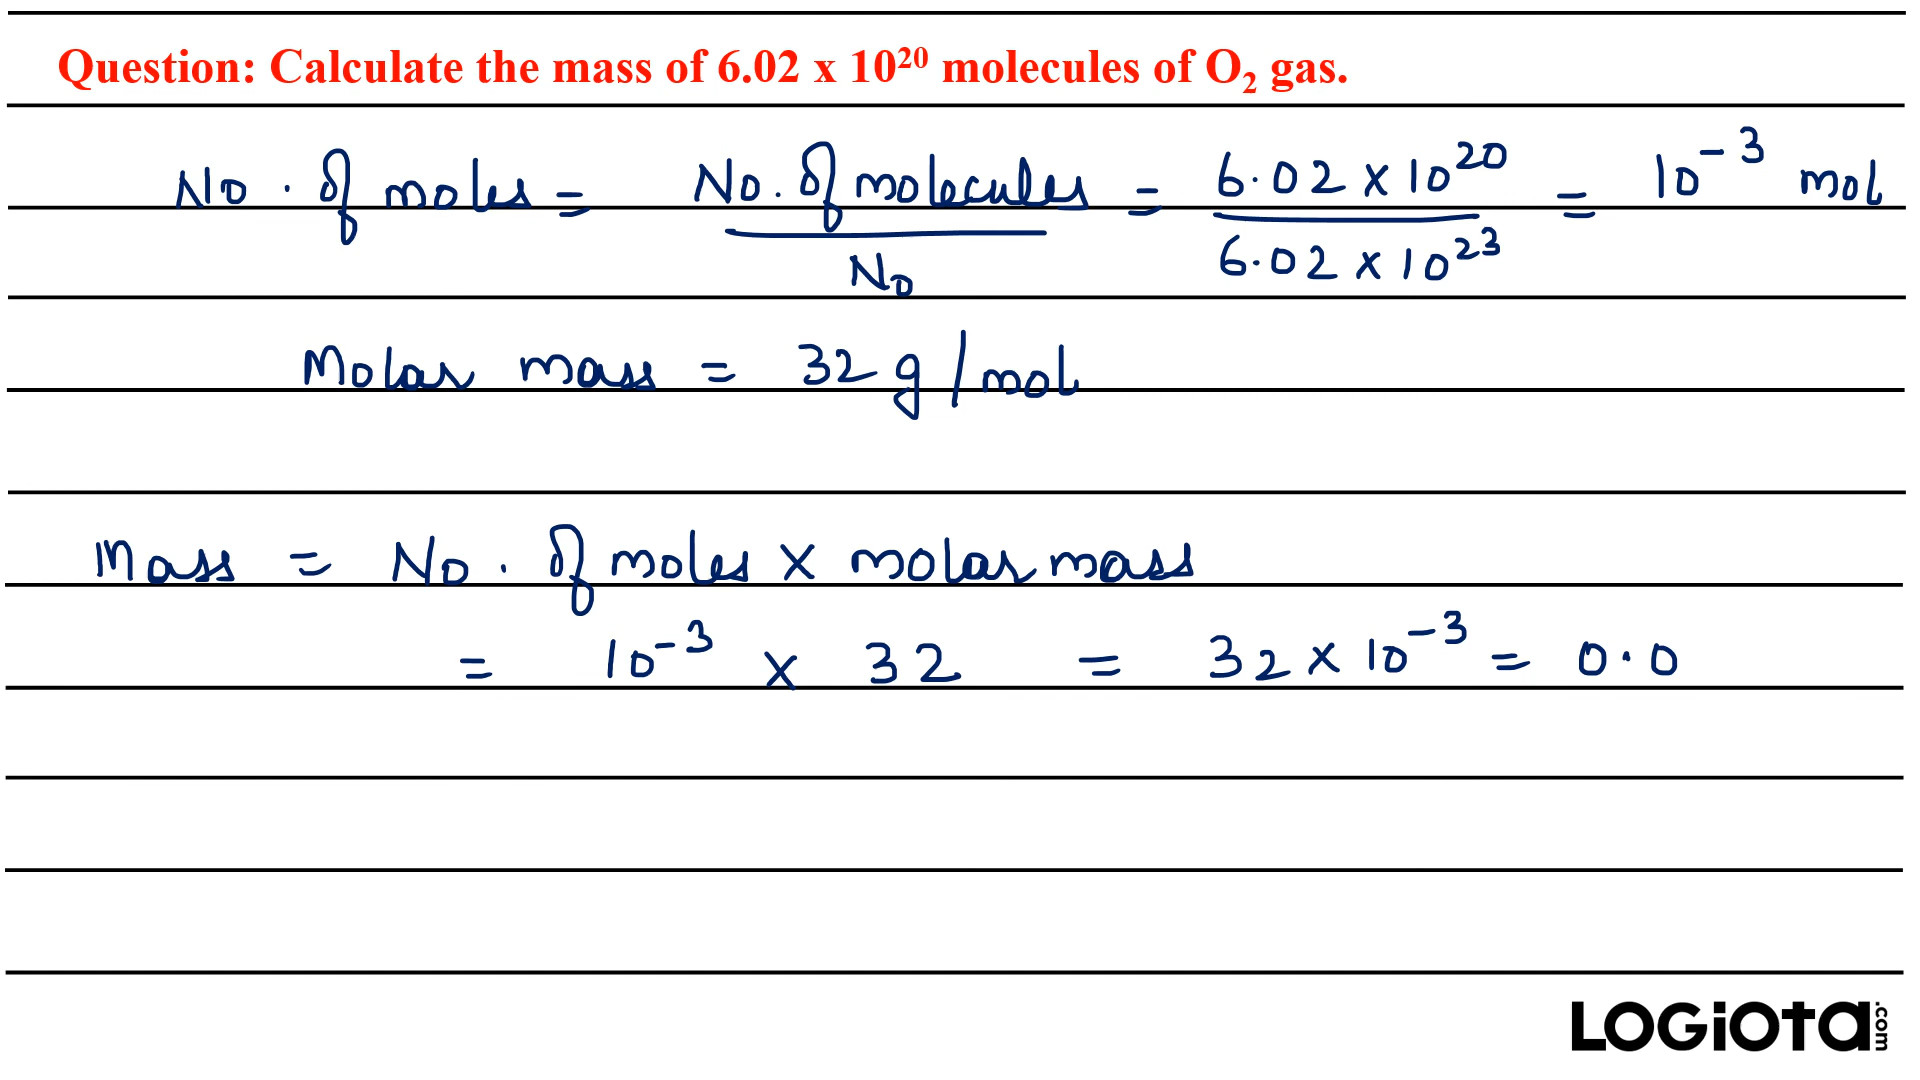 Question: Calculate the mass of 6.02 x 10²⁰ molecules of O₂ gas.
No. of moles = No. of molecules / N₀ = 6.02 x 10²⁰ / 6.02 x 10²³ = 10⁻³ mol
Molar mass = 32 g/mol
Mass = No. of moles x molar mass
= 10⁻³ x 32 = 32 x 10⁻³ = 0.0
LOGiOTA.com